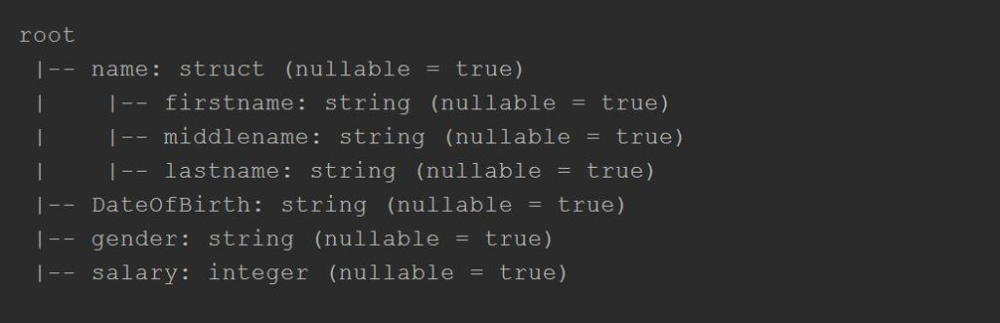 root
 |-- name: struct (nullable = true)
 |    |-- firstname: string (nullable = true)
 |    |-- middlename: string (nullable = true)
 |    |-- lastname: string (nullable = true)
 |-- DateOfBirth: string (nullable = true)
 |-- gender: string (nullable = true)
 |-- salary: integer (nullable = true)